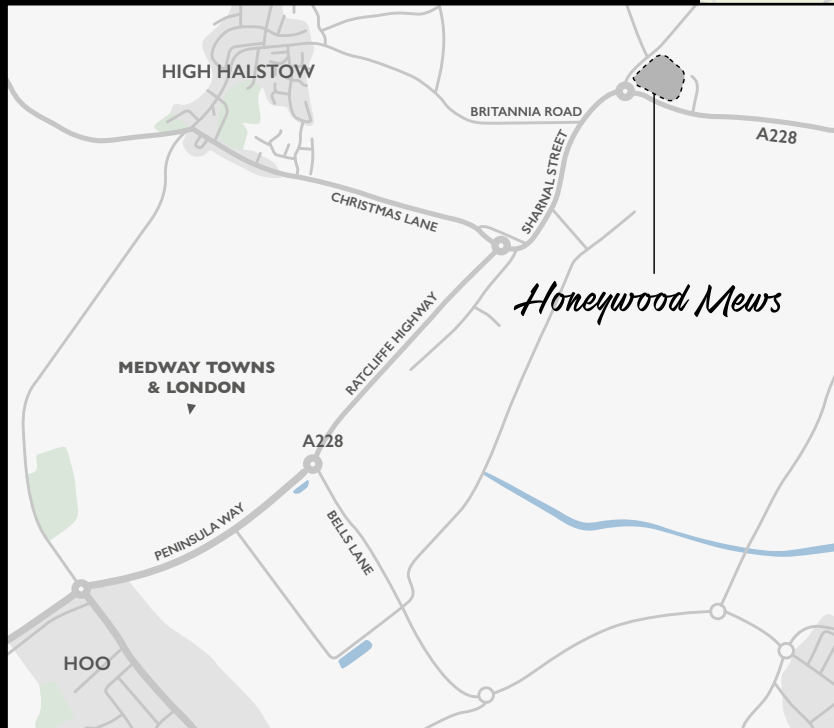 HIGH HALSTOW
BRITANNIA ROAD
A228
SHARNAL STREET
CHRISTMAS LANE
Honeywood Mews
RATCLIFFE HIGHWAY
MEDWAY TOWNS
& LONDON
A228
PENINSULA WAY
BELLS LANE
HOO